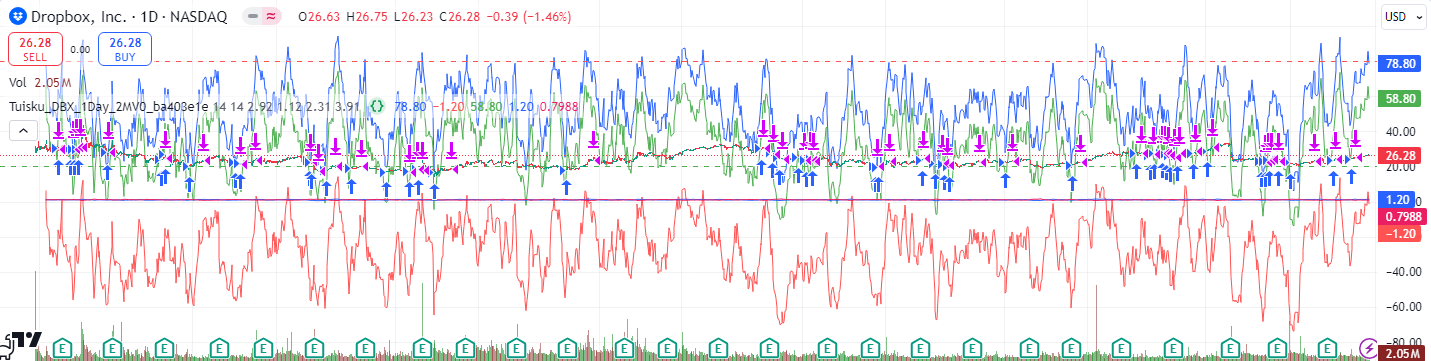 Dropbox, Inc. · 1D · NASDAQ O26.63 H26.75 L26.23 C26.28 −0.39 (−1.46%) USD
26.28 SELL 0.00 26.28 BUY
Vol 2.05M
Tuisku_DBX_1Day_2MV0_ba403e1e 14 14 2.92 1.12 2.31 3.91 78.80 −1.20 58.80 1.20 0.7988
78.80
58.80
40.00
26.28
20.00
1.20
0.7988
−1.20
−40.00
−60.00
−80.00
2.05M
E E E E E E E E E E E E E E E E E E E E E E E E E E